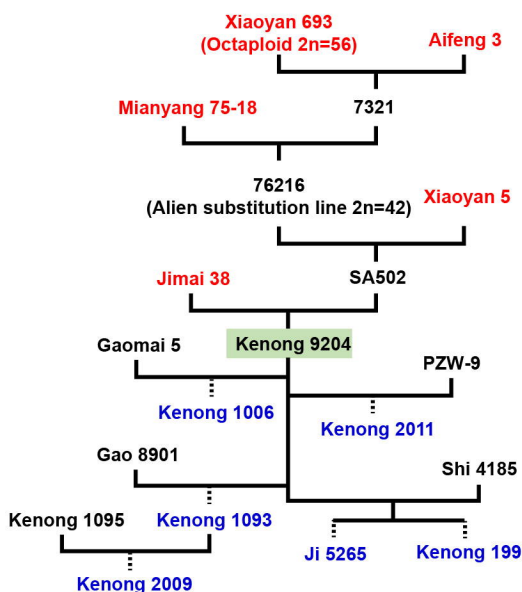 Xiaoyan 693
(Octaploid 2n=56)
Aifeng 3
Mianyang 75-18
7321
76216
(Alien substitution line 2n=42)
Xiaoyan 5
Jimai 38
SA502
Kenong 9204
Gaomai 5
PZW-9
Kenong 1006
Kenong 2011
Gao 8901
Shi 4185
Kenong 1095
Kenong 1093
Ji 5265
Kenong 199
Kenong 2009